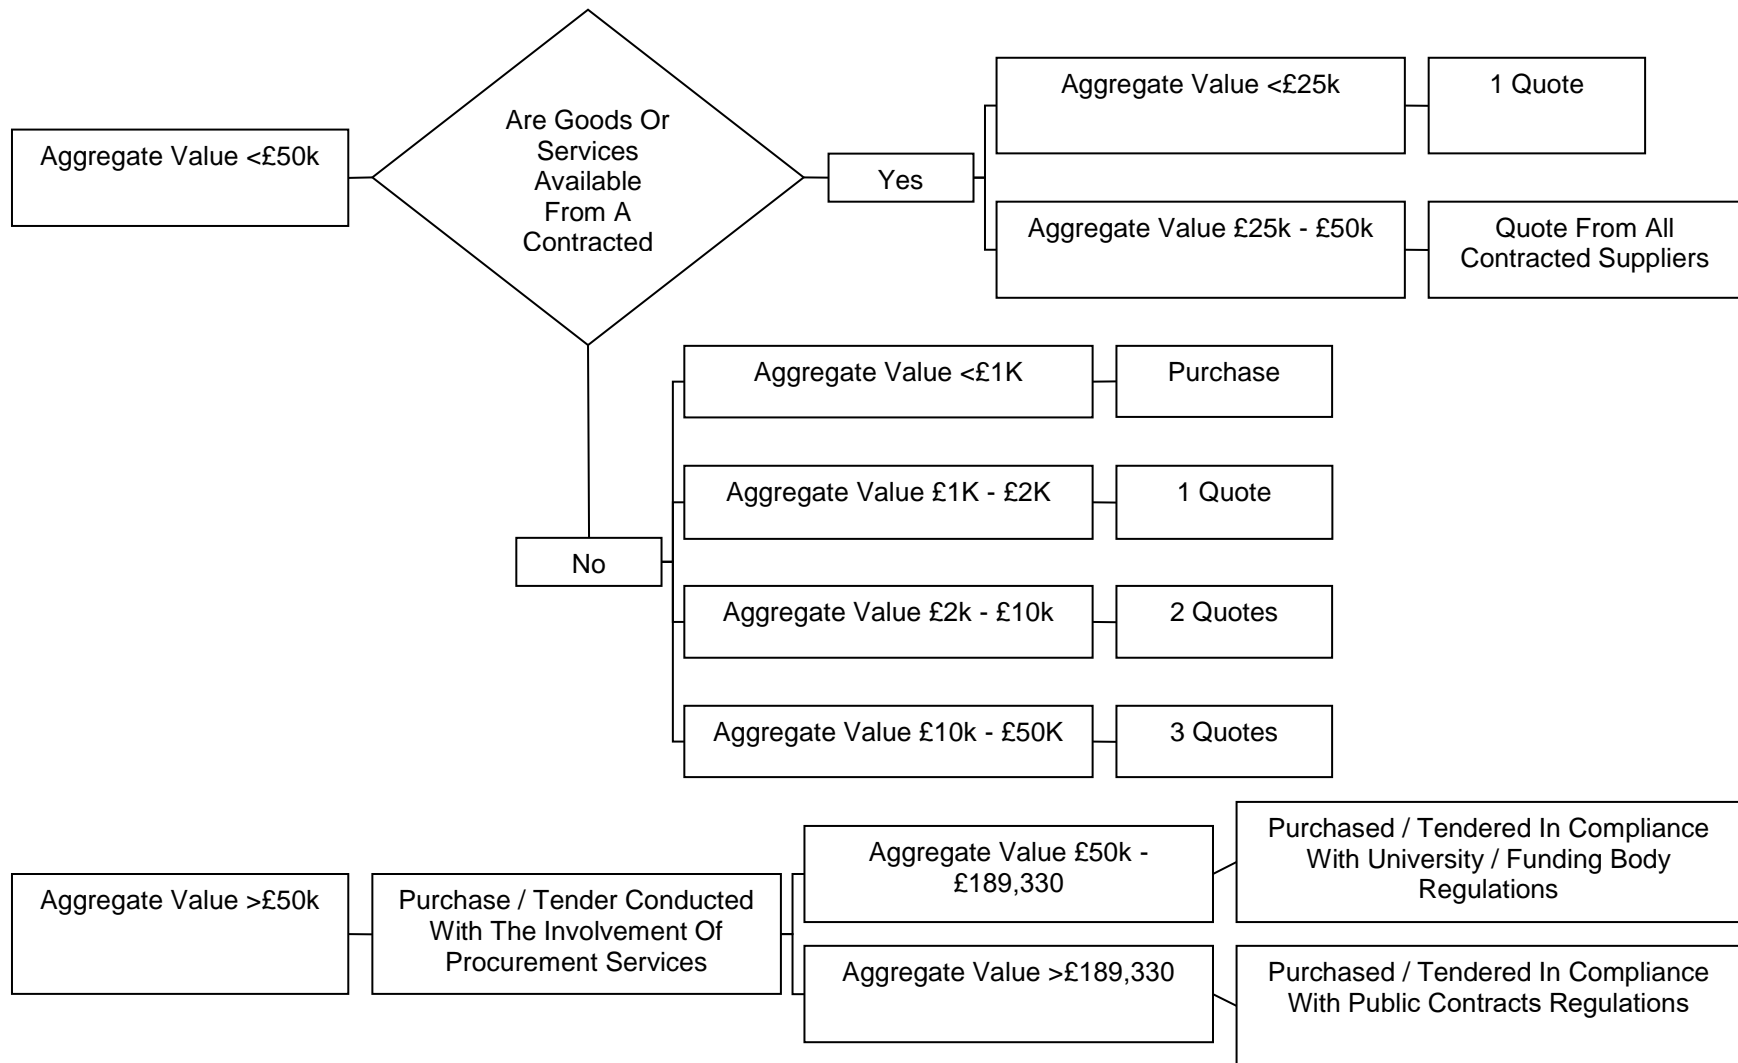 Aggregate Value <£50k
Are Goods Or
Services
Available
From A
Contracted
Yes
Aggregate Value <£25k
1 Quote
Aggregate Value £25k - £50k
Quote From All
Contracted Suppliers
No
Aggregate Value <£1K
Purchase
Aggregate Value £1K - £2K
1 Quote
Aggregate Value £2k - £10k
2 Quotes
Aggregate Value £10k - £50K
3 Quotes
Aggregate Value >£50k
Purchase / Tender Conducted
With The Involvement Of
Procurement Services
Aggregate Value £50k -
£189,330
Purchased / Tendered In Compliance
With University / Funding Body
Regulations
Aggregate Value >£189,330
Purchased / Tendered In Compliance
With Public Contracts Regulations